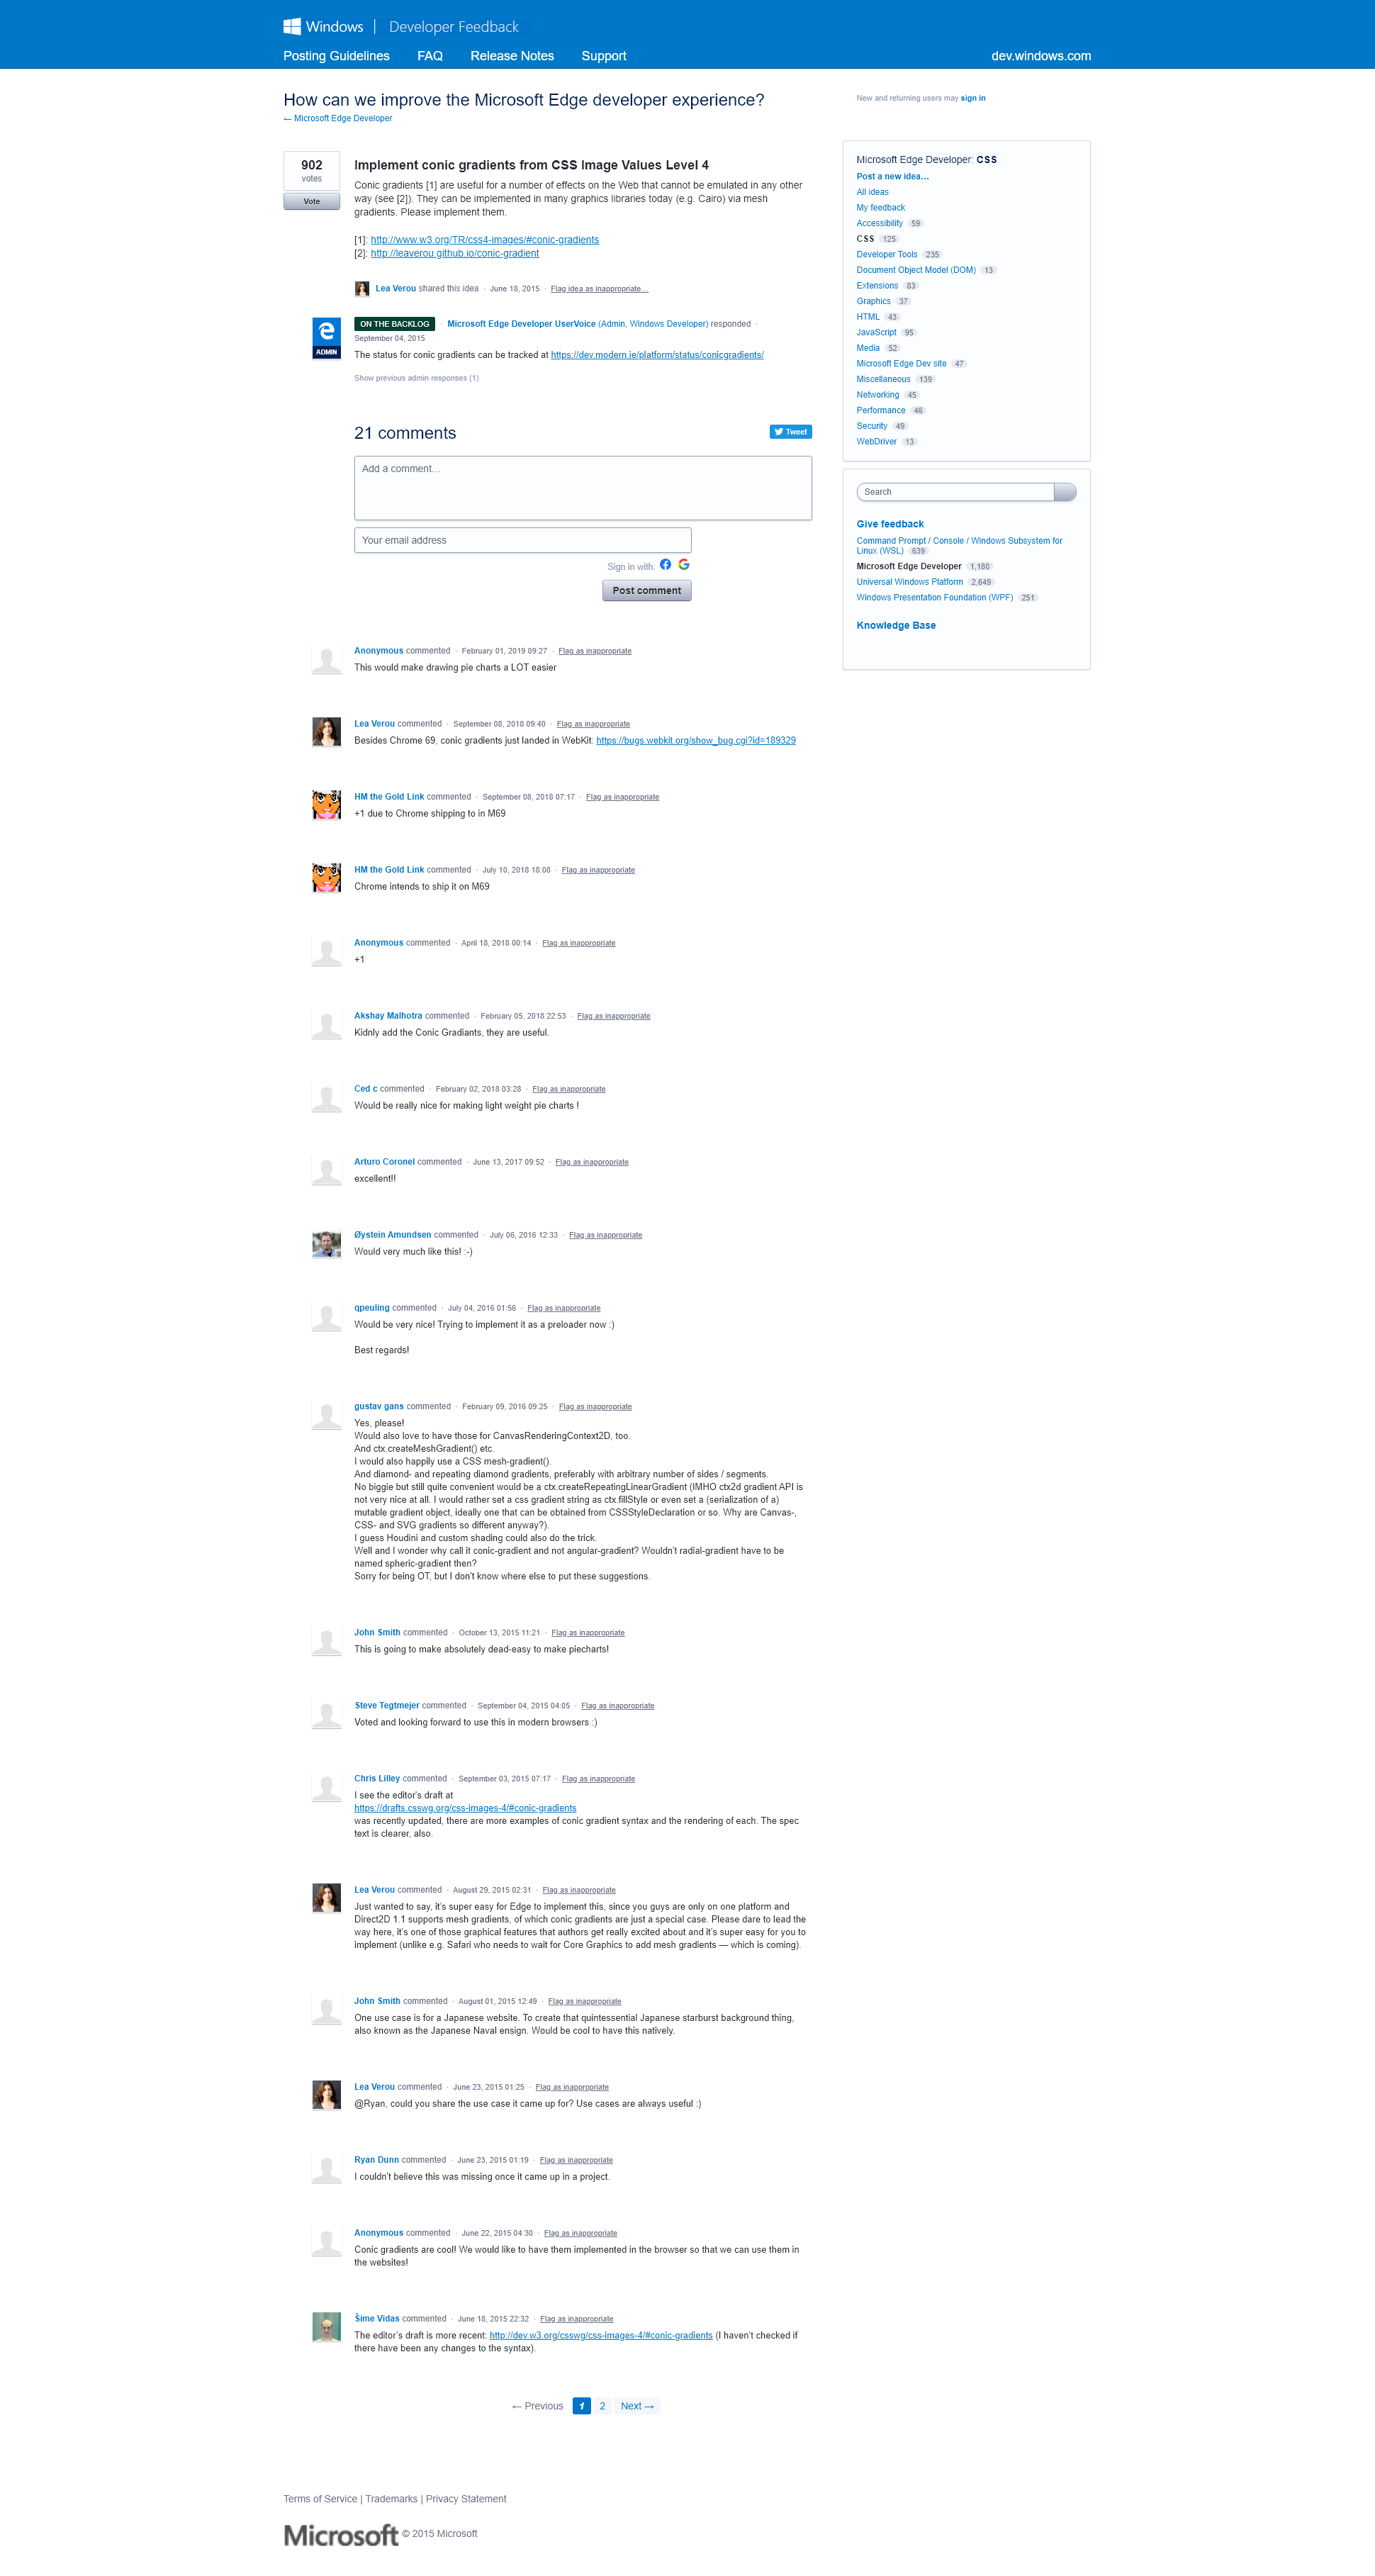 Windows | Developer Feedback
Posting Guidelines FAQ Release Notes Support dev.windows.com
How can we improve the Microsoft Edge developer experience?
← Microsoft Edge Developer
New and returning users may sign in
902
votes
Vote
Implement conic gradients from CSS Image Values Level 4
Conic gradients [1] are useful for a number of effects on the Web that cannot be emulated in any other
way (see [2]). They can be implemented in many graphics libraries today (e.g. Cairo) via mesh
gradients. Please implement them.
[1]: http://www.w3.org/TR/css4-images/#conic-gradients
[2]: http://leaverou.github.io/conic-gradient
Lea Verou shared this idea · June 18, 2015 · Flag idea as inappropriate…
ADMIN
ON THE BACKLOG · Microsoft Edge Developer UserVoice (Admin, Windows Developer) responded ·
September 04, 2015
The status for conic gradients can be tracked at https://dev.modern.ie/platform/status/conicgradients/
Show previous admin responses (1)
21 comments
Tweet
Add a comment…
Your email address
Sign in with:
Post comment
Anonymous commented · February 01, 2019 09:27 · Flag as inappropriate
This would make drawing pie charts a LOT easier
Lea Verou commented · September 08, 2018 09:40 · Flag as inappropriate
Besides Chrome 69, conic gradients just landed in WebKit: https://bugs.webkit.org/show_bug.cgi?id=189329
HM the Gold Link commented · September 08, 2018 07:17 · Flag as inappropriate
+1 due to Chrome shipping to in M69
HM the Gold Link commented · July 10, 2018 18:08 · Flag as inappropriate
Chrome intends to ship it on M69
Anonymous commented · April 18, 2018 00:14 · Flag as inappropriate
+1
Akshay Malhotra commented · February 05, 2018 22:53 · Flag as inappropriate
Kidnly add the Conic Gradiants, they are useful.
Ced c commented · February 02, 2018 03:28 · Flag as inappropriate
Would be really nice for making light weight pie charts !
Arturo Coronel commented · June 13, 2017 09:52 · Flag as inappropriate
excellent!!
Øystein Amundsen commented · July 06, 2016 12:33 · Flag as inappropriate
Would very much like this! :-)
qpeuling commented · July 04, 2016 01:56 · Flag as inappropriate
Would be very nice! Trying to implement it as a preloader now :)
Best regards!
gustav gans commented · February 09, 2016 09:25 · Flag as inappropriate
Yes, please!
Would also love to have those for CanvasRenderingContext2D, too.
And ctx.createMeshGradient() etc.
I would also happily use a CSS mesh-gradient().
And diamond- and repeating diamond gradients, preferably with arbitrary number of sides / segments.
No biggie but still quite convenient would be a ctx.createRepeatingLinearGradient (IMHO ctx2d gradient API is
not very nice at all. I would rather set a css gradient string as ctx.fillStyle or even set a (serialization of a)
mutable gradient object, ideally one that can be obtained from CSSStyleDeclaration or so. Why are Canvas-,
CSS- and SVG gradients so different anyway?).
I guess Houdini and custom shading could also do the trick.
Well and I wonder why call it conic-gradient and not angular-gradient? Wouldn't radial-gradient have to be
named spheric-gradient then?
Sorry for being OT, but I don't know where else to put these suggestions.
John Smith commented · October 13, 2015 11:21 · Flag as inappropriate
This is going to make absolutely dead-easy to make piecharts!
Steve Tegtmejer commented · September 04, 2015 04:05 · Flag as inappropriate
Voted and looking forward to use this in modern browsers :)
Chris Lilley commented · September 03, 2015 07:17 · Flag as inappropriate
I see the editor's draft at
https://drafts.csswg.org/css-images-4/#conic-gradients
was recently updated, there are more examples of conic gradient syntax and the rendering of each. The spec
text is clearer, also.
Lea Verou commented · August 29, 2015 02:31 · Flag as inappropriate
Just wanted to say, it's super easy for Edge to implement this, since you guys are only on one platform and
Direct2D 1.1 supports mesh gradients, of which conic gradients are just a special case. Please dare to lead the
way here, it's one of those graphical features that authors get really excited about and it's super easy for you to
implement (unlike e.g. Safari who needs to wait for Core Graphics to add mesh gradients — which is coming).
John Smith commented · August 01, 2015 12:49 · Flag as inappropriate
One use case is for a Japanese website. To create that quintessential Japanese starburst background thing,
also known as the Japanese Naval ensign. Would be cool to have this natively.
Lea Verou commented · June 23, 2015 01:25 · Flag as inappropriate
@Ryan, could you share the use case it came up for? Use cases are always useful :)
Ryan Dunn commented · June 23, 2015 01:19 · Flag as inappropriate
I couldn't believe this was missing once it came up in a project.
Anonymous commented · June 22, 2015 04:30 · Flag as inappropriate
Conic gradients are cool! We would like to have them implemented in the browser so that we can use them in
the websites!
Šime Vidas commented · June 18, 2015 22:32 · Flag as inappropriate
The editor's draft is more recent: http://dev.w3.org/csswg/css-images-4/#conic-gradients (I haven't checked if
there have been any changes to the syntax).
← Previous 1 2 Next →
Microsoft Edge Developer: CSS
Post a new idea…
All ideas
My feedback
Accessibility 59
CSS 125
Developer Tools 235
Document Object Model (DOM) 13
Extensions 83
Graphics 37
HTML 43
JavaScript 95
Media 52
Microsoft Edge Dev site 47
Miscellaneous 139
Networking 45
Performance 46
Security 49
WebDriver 13
Search
Give feedback
Command Prompt / Console / Windows Subsystem for
Linux (WSL) 639
Microsoft Edge Developer 1,180
Universal Windows Platform 2,649
Windows Presentation Foundation (WPF) 251
Knowledge Base
Terms of Service | Trademarks | Privacy Statement
Microsoft © 2015 Microsoft